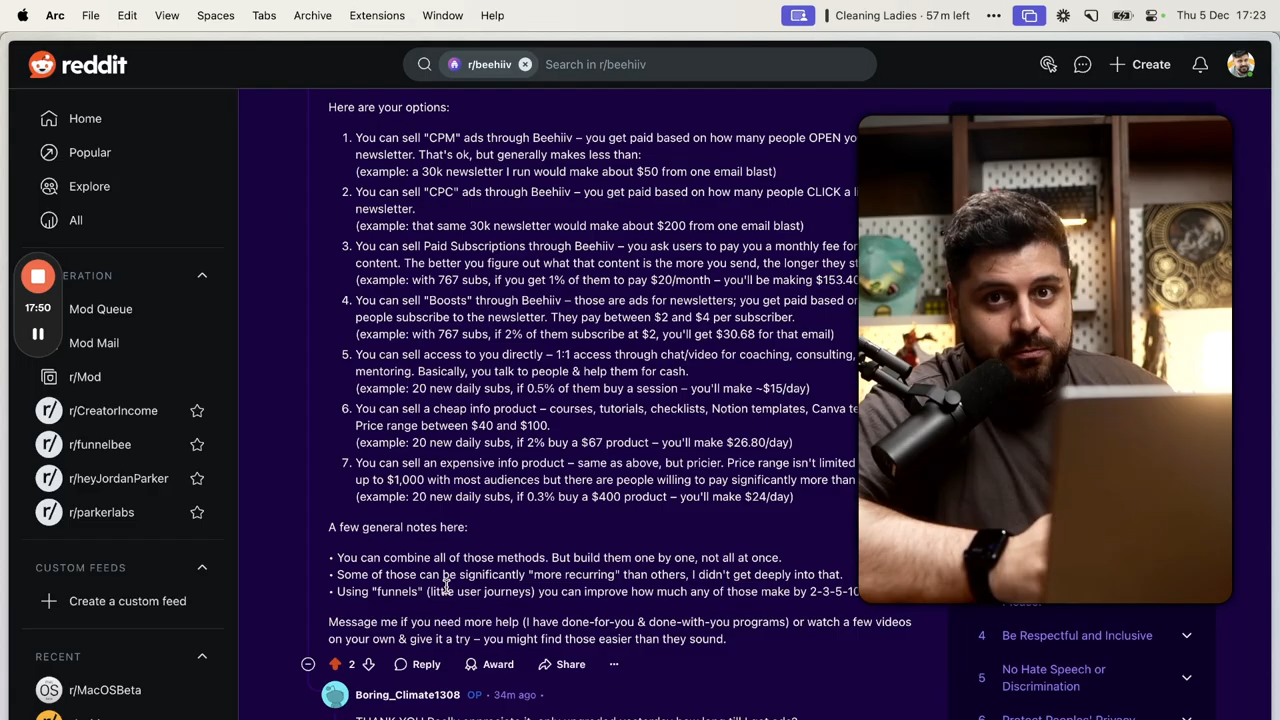 Arc File Edit View Spaces Tabs Archive Extensions Window Help Cleaning Ladies · 57m left Thu 5 Dec 17:23
reddit r/beehiiv Search in r/beehiiv Create
Home
Popular
Explore
All
ERATION
17:50
Mod Queue
Mod Mail
r/Mod
r/ r/CreatorIncome
r/ r/funnelbee
r/ r/heyJordanParker
r/ r/parkerlabs
CUSTOM FEEDS
Create a custom feed
RECENT
OS r/MacOSBeta
Here are your options:
1. You can sell "CPM" ads through Beehiiv – you get paid based on how many people OPEN yo
newsletter. That's ok, but generally makes less than:
(example: a 30k newsletter I run would make about $50 from one email blast)
2. You can sell "CPC" ads through Beehiiv – you get paid based on how many people CLICK a li
newsletter.
(example: that same 30k newsletter would make about $200 from one email blast)
3. You can sell Paid Subscriptions through Beehiiv – you ask users to pay you a monthly fee for
content. The better you figure out what that content is the more you send, the longer they st
(example: with 767 subs, if you get 1% of them to pay $20/month – you'll be making $153.40
4. You can sell "Boosts" through Beehiiv – those are ads for newsletters; you get paid based on
people subscribe to the newsletter. They pay between $2 and $4 per subscriber.
(example: with 767 subs, if 2% of them subscribe at $2, you'll get $30.68 for that email)
5. You can sell access to you directly – 1:1 access through chat/video for coaching, consulting,
mentoring. Basically, you talk to people & help them for cash.
(example: 20 new daily subs, if 0.5% of them buy a session – you'll make ~$15/day)
6. You can sell a cheap info product – courses, tutorials, checklists, Notion templates, Canva te
Price range between $40 and $100.
(example: 20 new daily subs, if 2% buy a $67 product – you'll make $26.80/day)
7. You can sell an expensive info product – same as above, but pricier. Price range isn't limited
up to $1,000 with most audiences but there are people willing to pay significantly more than
(example: 20 new daily subs, if 0.3% buy a $400 product – you'll make $24/day)
A few general notes here:
• You can combine all of those methods. But build them one by one, not all at once.
• Some of those can be significantly "more recurring" than others, I didn't get deeply into that.
• Using "funnels" (little user journeys) you can improve how much any of those make by 2-3-5-10
Message me if you need more help (I have done-for-you & done-with-you programs) or watch a few videos
on your own & give it a try – you might find those easier than they sound.
2 Reply Award Share
Boring_Climate1308 OP · 34m ago ·
4 Be Respectful and Inclusive
5 No Hate Speech or
Discrimination